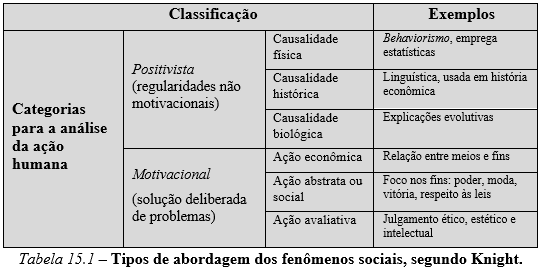 Classificação Exemplos
Categorias
para a análise
da ação
humana
Positivista
(regularidades não
motivacionais)
Causalidade
física
Behaviorismo, emprega
estatísticas
Causalidade
histórica
Linguística, usada em história
econômica
Causalidade
biológica
Explicações evolutivas
Motivacional
(solução deliberada
de problemas)
Ação econômica
Relação entre meios e fins
Ação abstrata ou
social
Foco nos fins: poder, moda,
vitória, respeito às leis
Ação avaliativa
Julgamento ético, estético e
intelectual
Tabela 15.1 – Tipos de abordagem dos fenômenos sociais, segundo Knight.